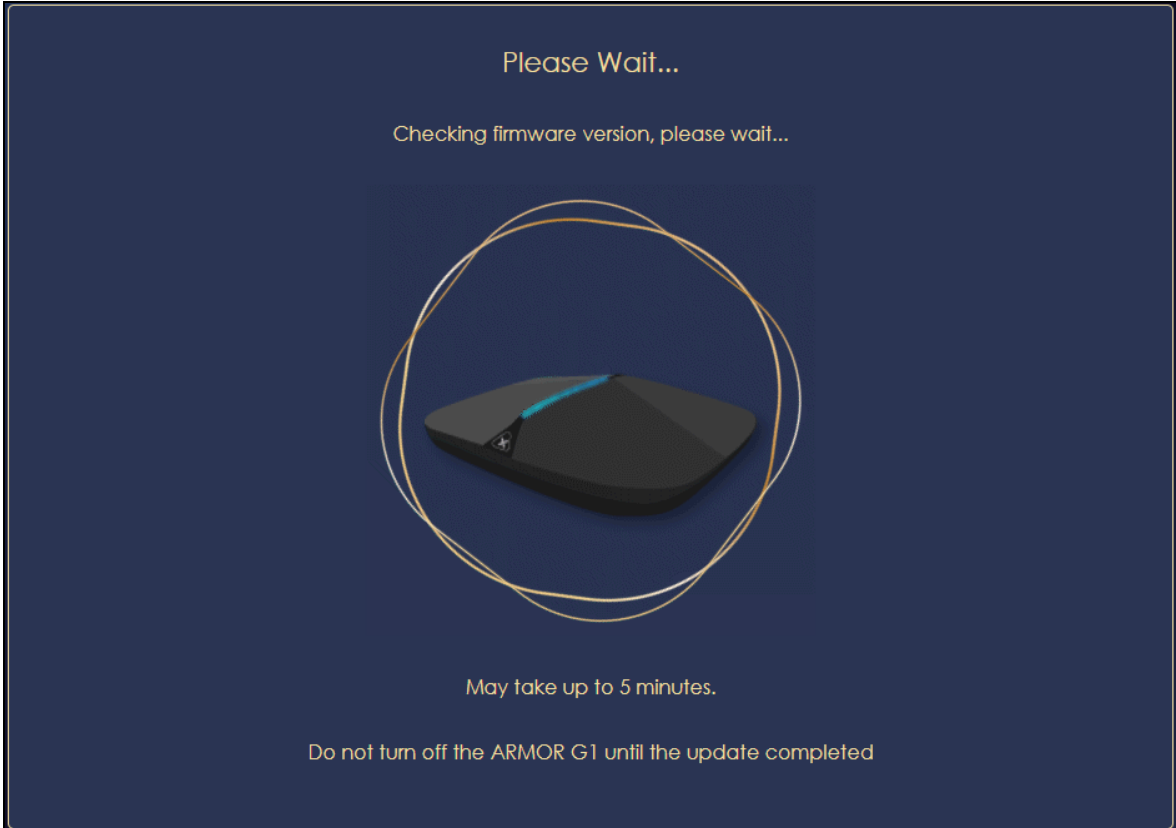 Please Wait...
Checking firmware version, please wait...
May take up to 5 minutes.
Do not turn off the ARMOR G1 until the update completed